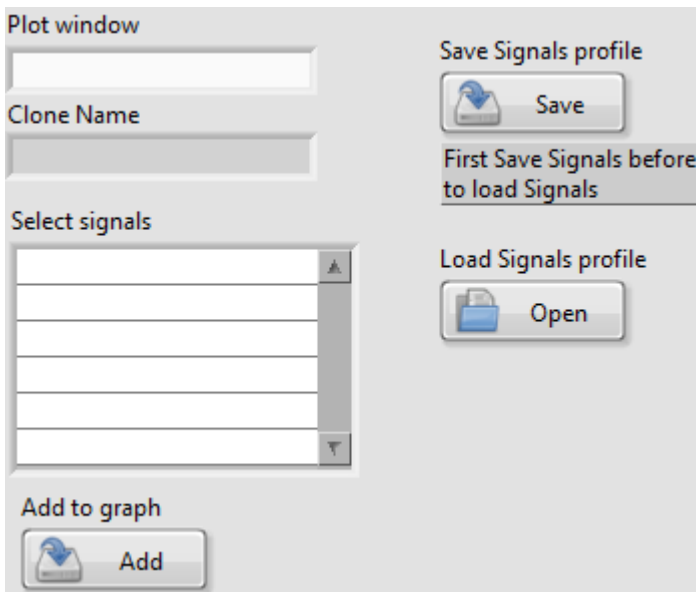 Plot window
Clone Name
Select signals
Add to graph
Add
Save Signals profile
Save
First Save Signals before
to load Signals
Load Signals profile
Open